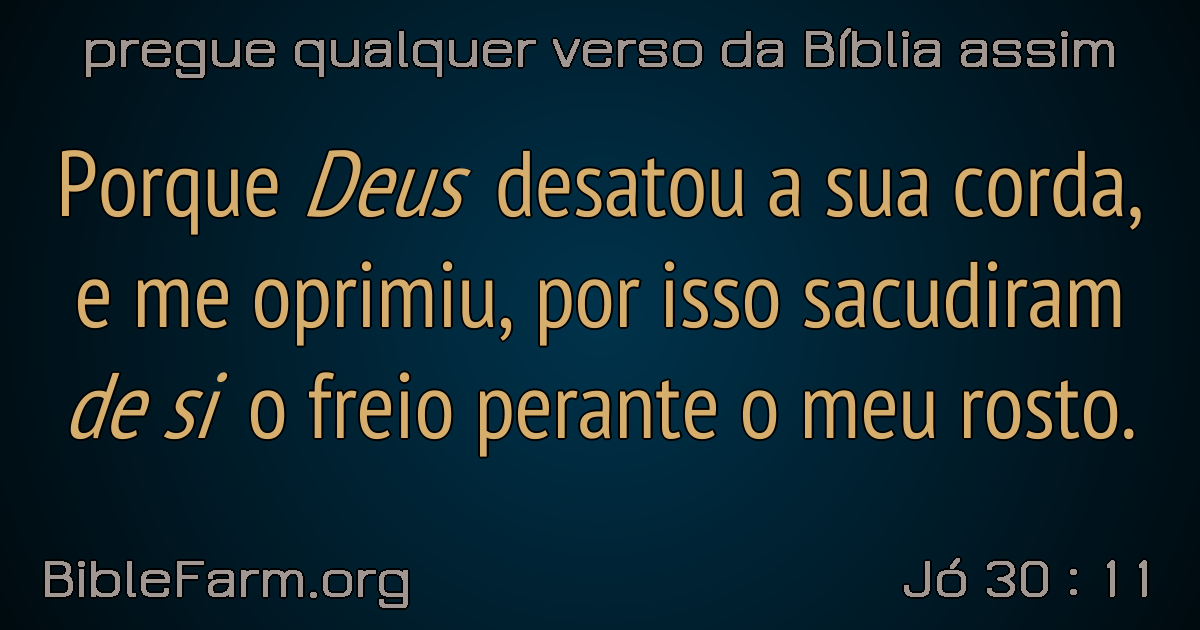 pregue qualquer verso da Bíblia assim
Porque Deus desatou a sua corda,
e me oprimiu, por isso sacudiram
de si o freio perante o meu rosto.
BibleFarm.org
Jó 30 : 11